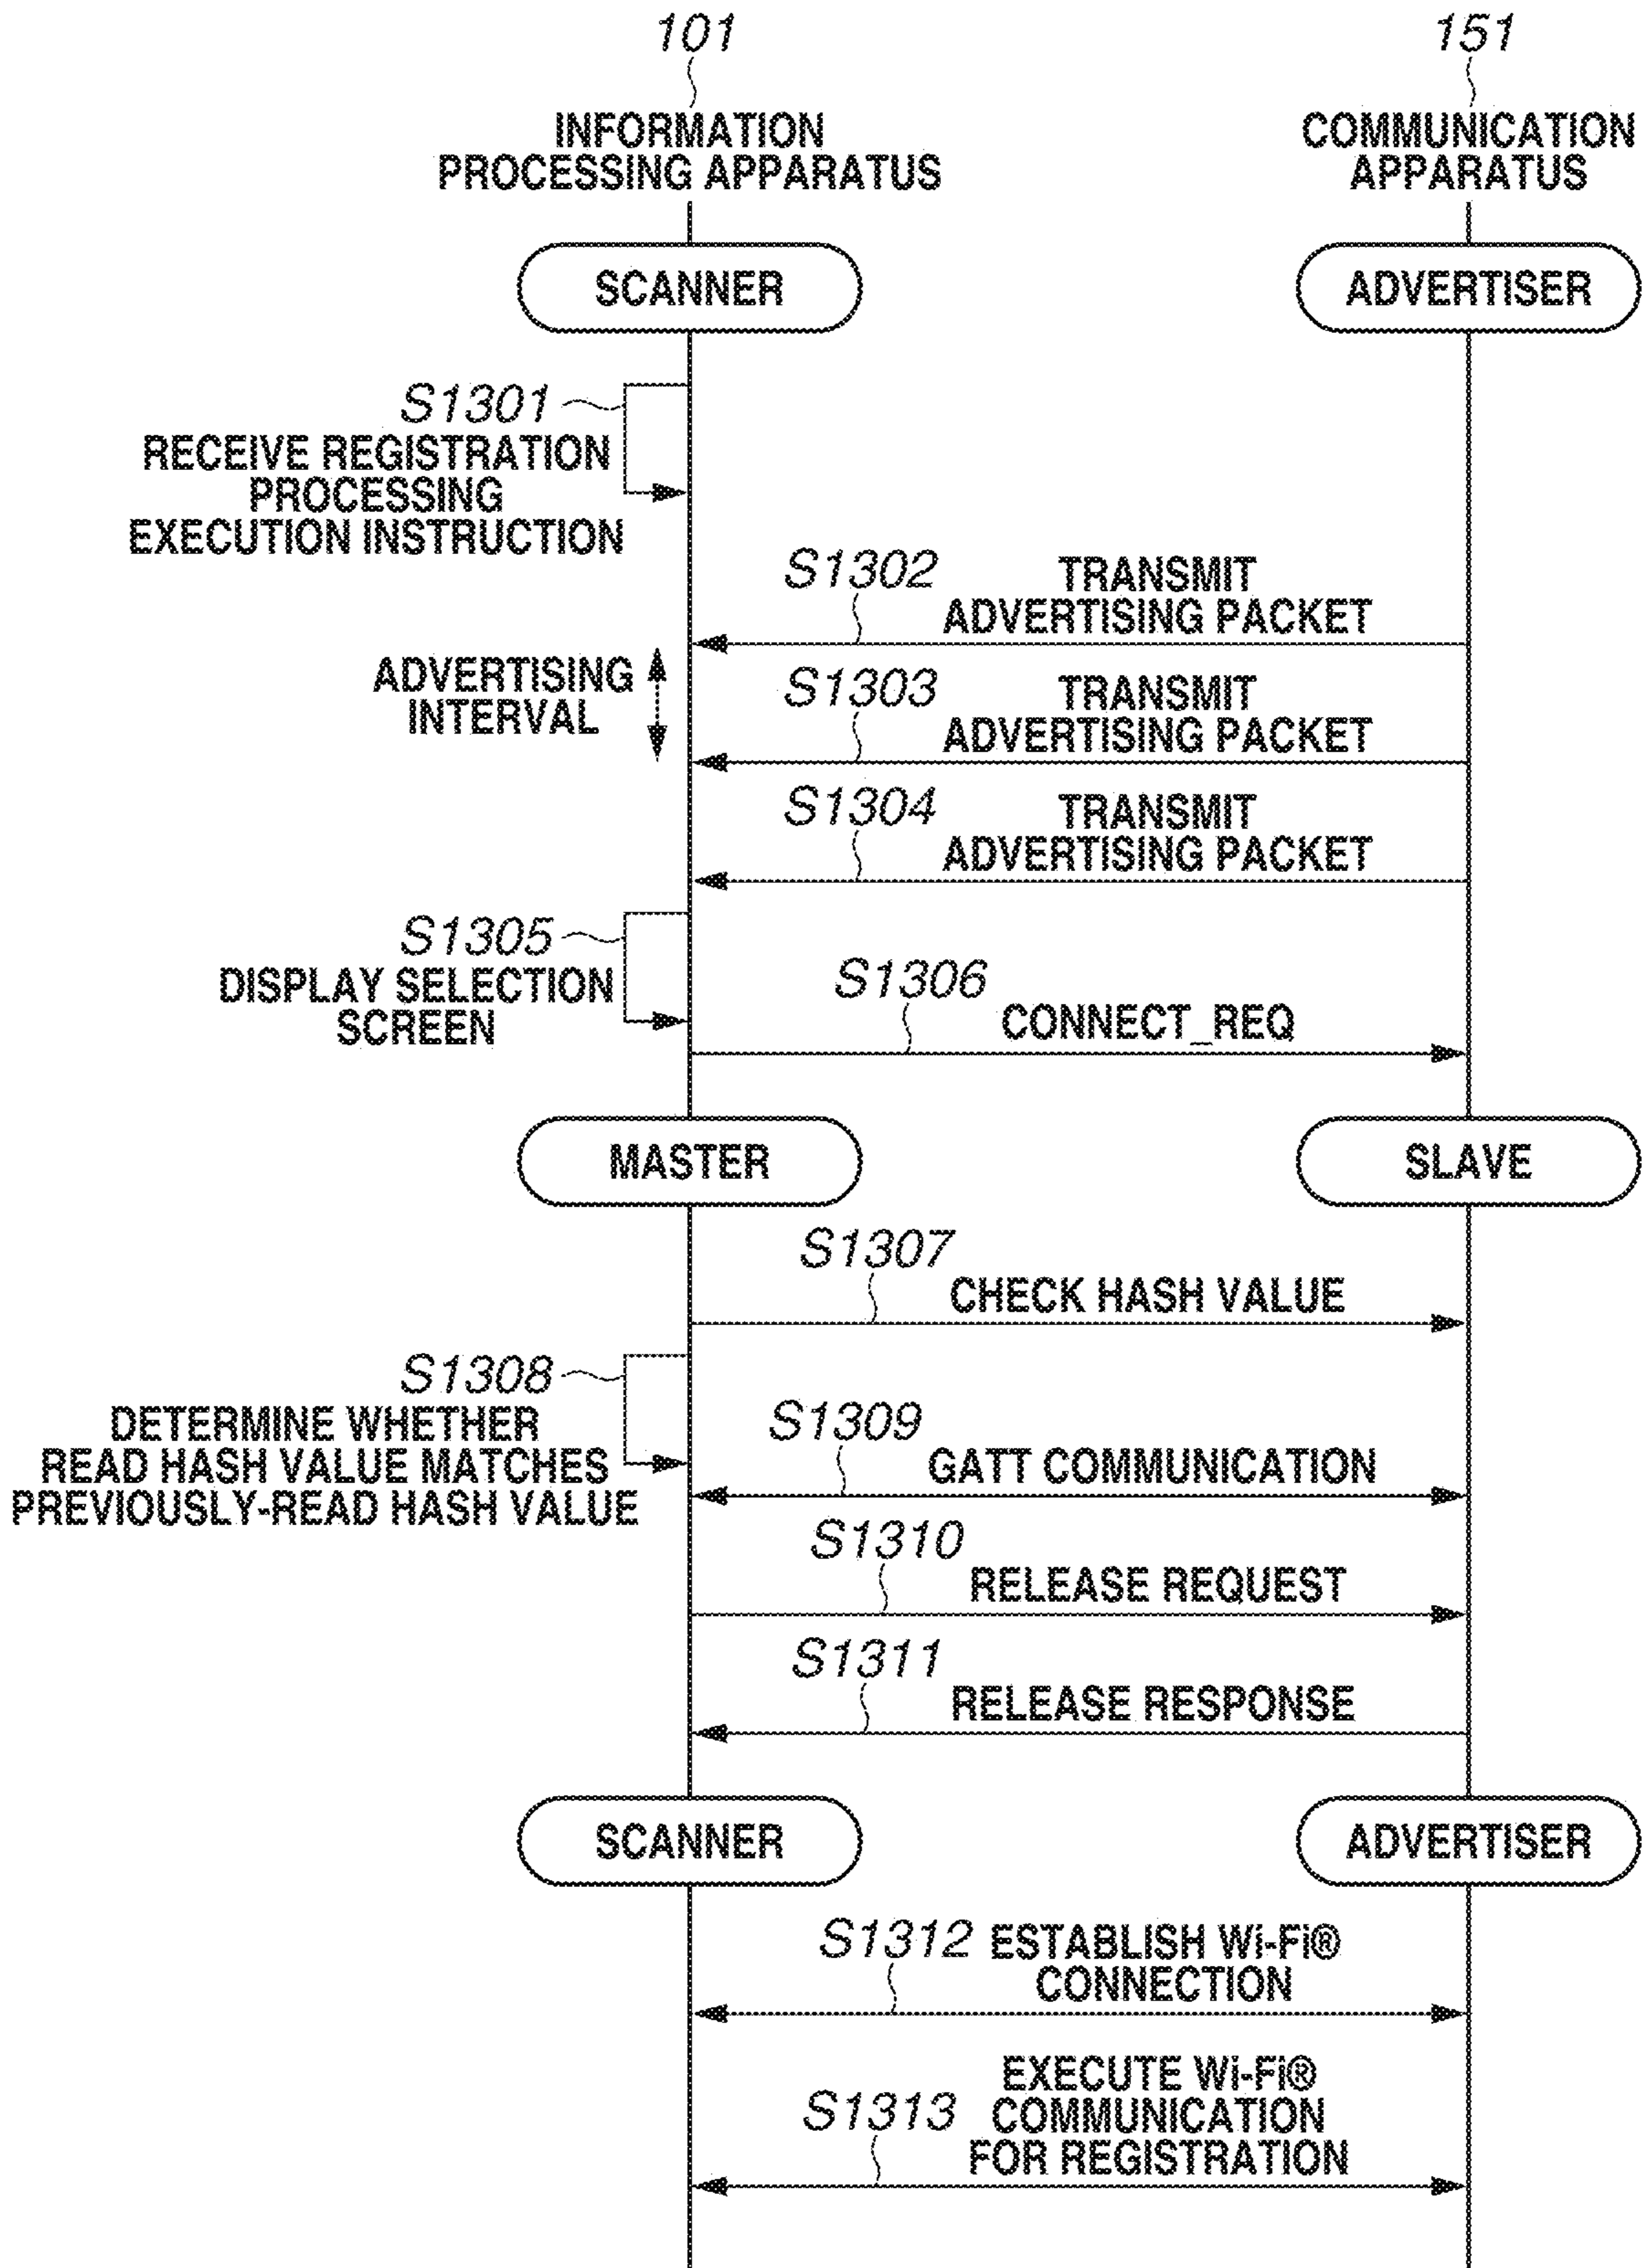 101
151
INFORMATION
PROCESSING APPARATUS
COMMUNICATION
APPARATUS
SCANNER
ADVERTISER
S1301
RECEIVE REGISTRATION
PROCESSING
EXECUTION INSTRUCTION
S1302
TRANSMIT
ADVERTISING PACKET
ADVERTISING
INTERVAL
S1303
TRANSMIT
ADVERTISING PACKET
S1304
TRANSMIT
ADVERTISING PACKET
S1305
DISPLAY SELECTION
SCREEN
S1306
CONNECT_REQ
MASTER
SLAVE
S1307
CHECK HASH VALUE
S1308
DETERMINE WHETHER
READ HASH VALUE MATCHES
PREVIOUSLY-READ HASH VALUE
S1309
GATT COMMUNICATION
S1310
RELEASE REQUEST
S1311
RELEASE RESPONSE
SCANNER
ADVERTISER
S1312
ESTABLISH Wi-Fi®
CONNECTION
S1313
EXECUTE Wi-Fi®
COMMUNICATION
FOR REGISTRATION